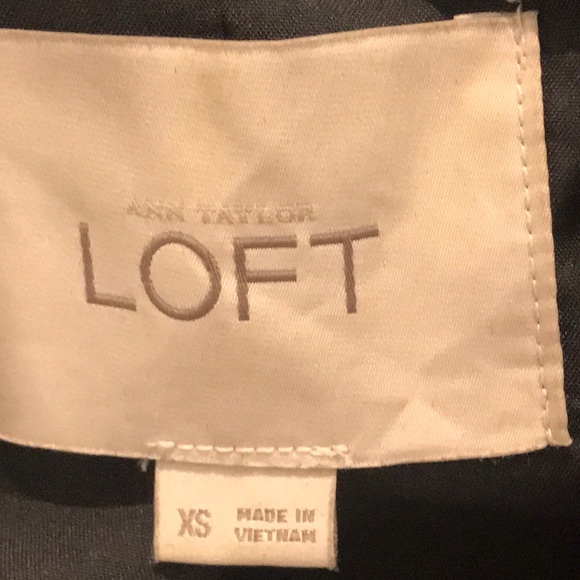 ANN TAYLOR
LOFT
XS
MADE IN
VIETNAM